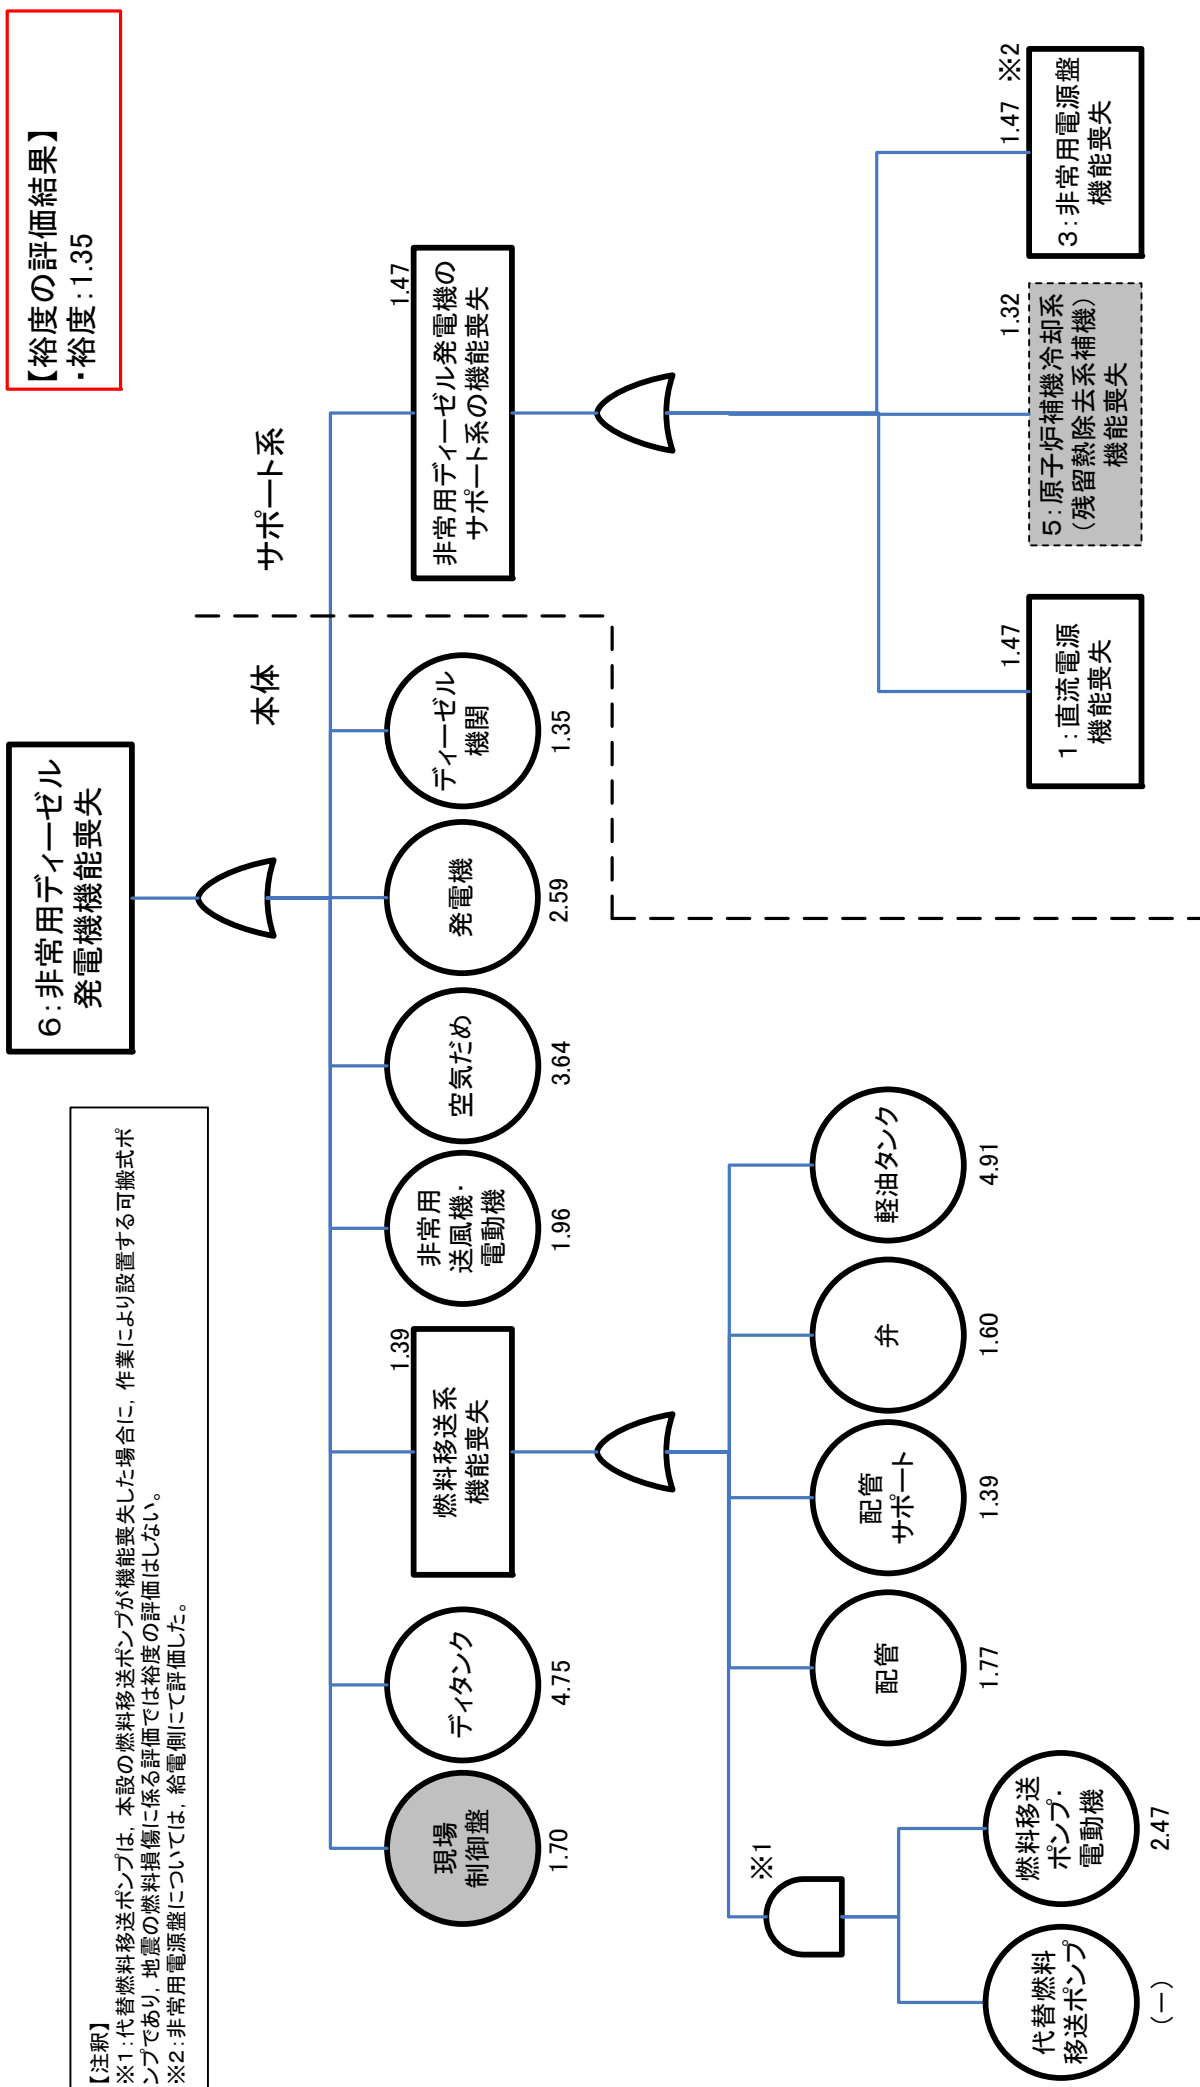 6：非常用ディーゼル
発電機機能喪失
【裕度の評価結果】
・裕度：1.35
【注釈】
※1：代替燃料移送ポンプは，本設の燃料移送ポンプが機能喪失した場合に，作業により設置する可搬式ポ
ンプであり，地震の燃料損傷に係る評価では裕度の評価はしない。
※2：非常用電源盤については，給電側にて評価した。
本体
サポート系
現場
制御盤
1.70
ディタンク
4.75
1.39
燃料移送系
機能喪失
非常用
送風機・
電動機
1.96
空気だめ
3.64
発電機
2.59
ディーゼル
機関
1.35
1.47
非常用ディーゼル発電機の
サポート系の機能喪失
※1
配管
1.77
配管
サポート
1.39
弁
1.60
軽油タンク
4.91
代替燃料
移送ポンプ
（―）
燃料移送
ポンプ・
電動機
2.47
1.47
1：直流電源
機能喪失
1.32
5：原子炉補機冷却系
（残留熱除去系補機）
機能喪失
1.47 ※2
3：非常用電源盤
機能喪失